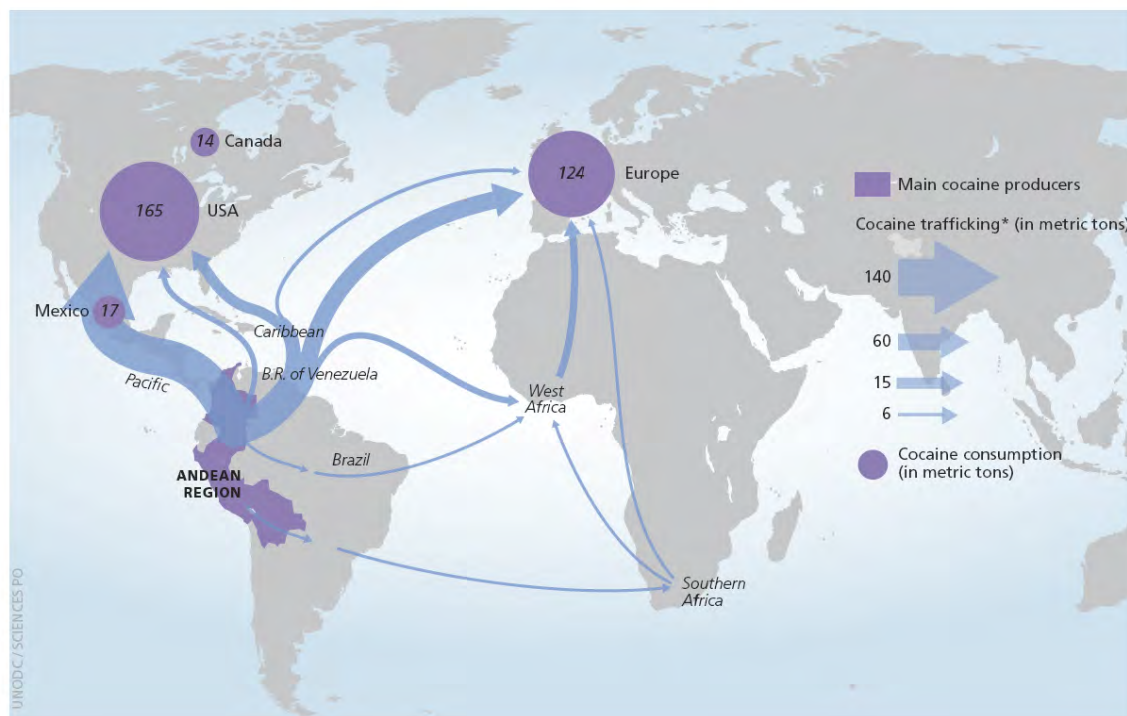 14 Canada
165 USA
124 Europe
Mexico 17
Caribbean
Pacific
B.R. of Venezuela
West
Africa
Brazil
ANDEAN
REGION
Southern
Africa
Main cocaine producers
Cocaine trafficking* (in metric tons)
140
60
15
6
Cocaine consumption
(in metric tons)
UNODC / SCIENCES PO